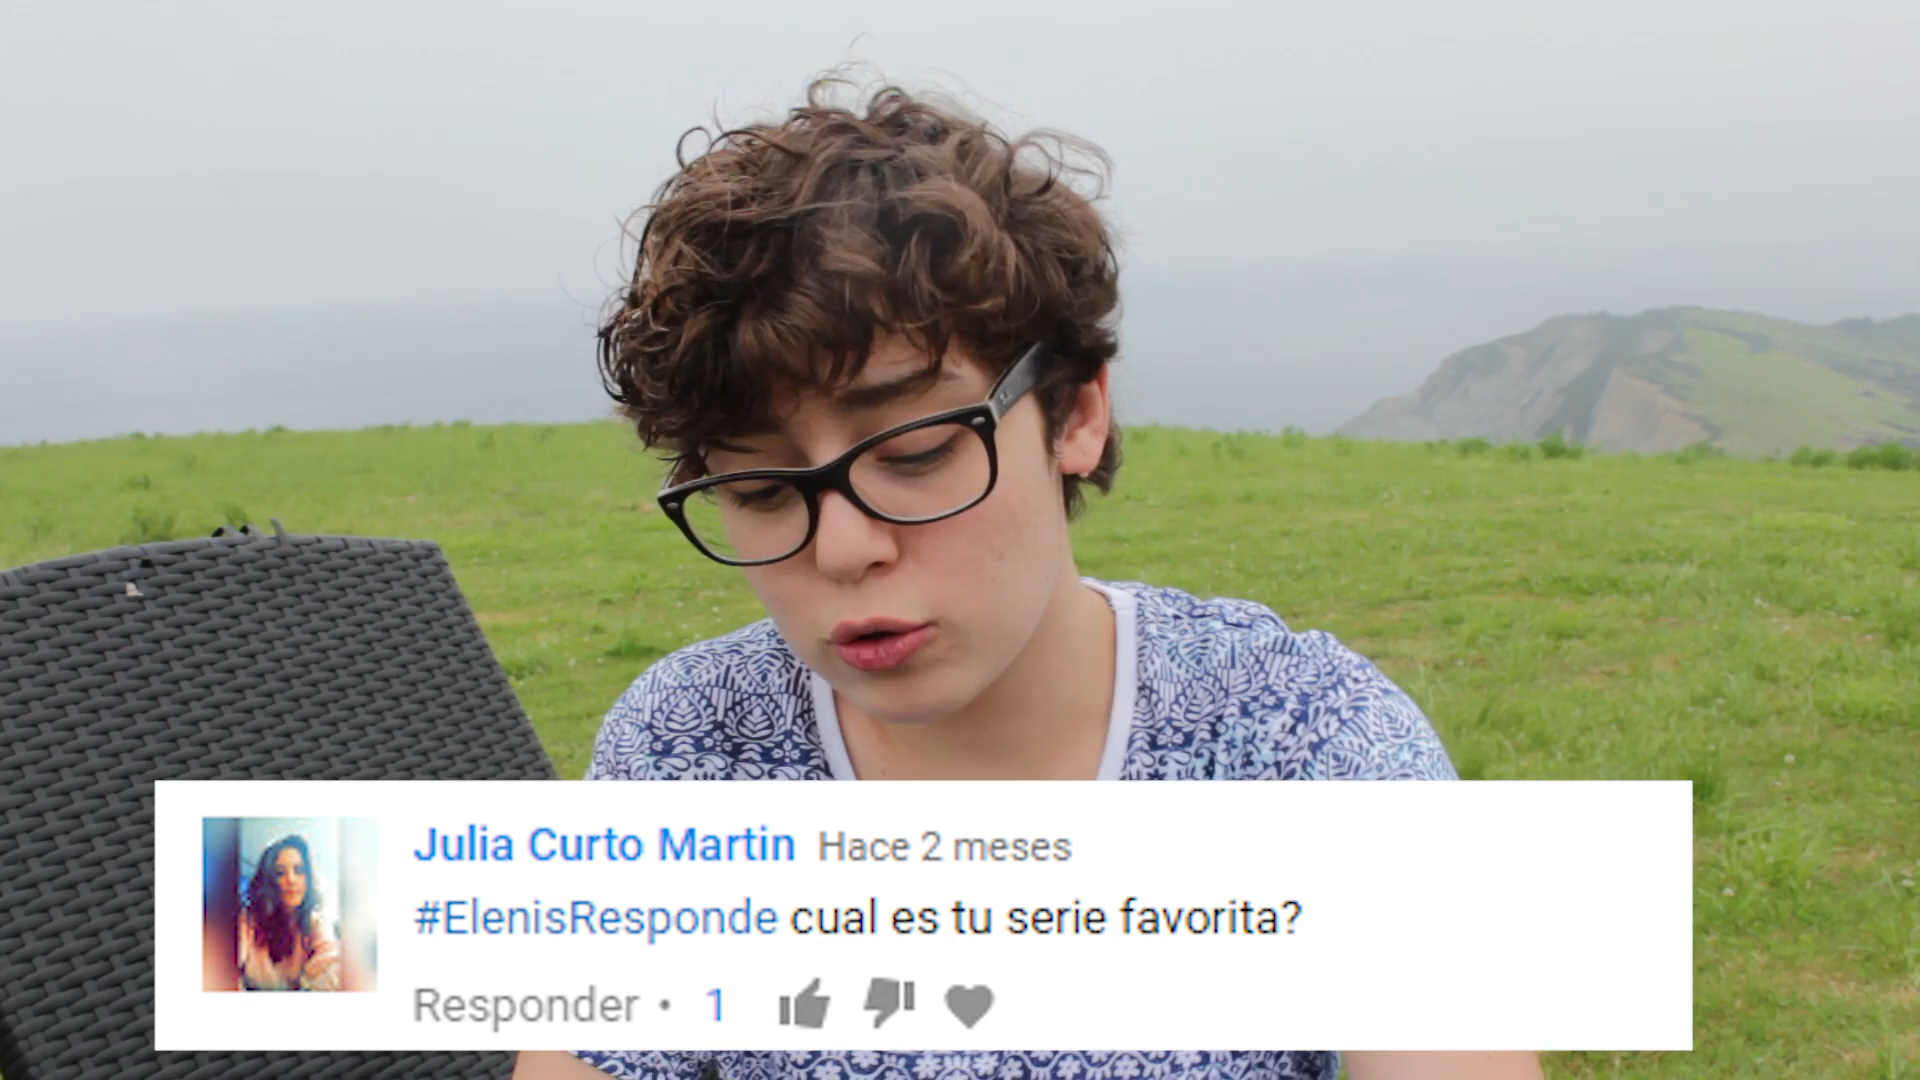 Julia Curto Martin Hace 2 meses
#ElenisResponde cual es tu serie favorita?
Responder • 1